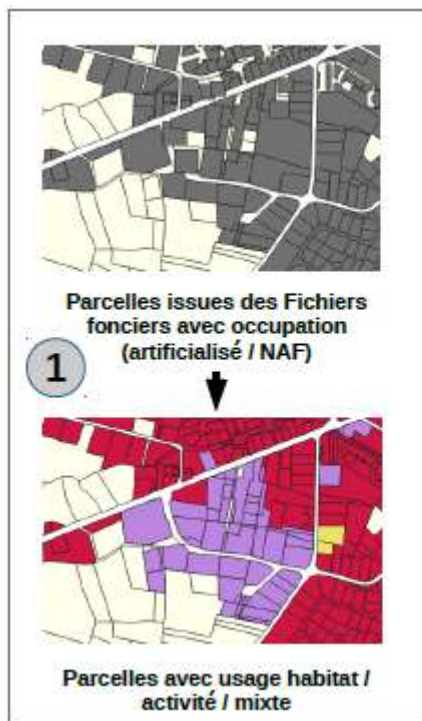 Parcelles issues des Fichiers
fonciers avec occupation
(artificialisé / NAF)
1
Parcelles avec usage habitat /
activité / mixte